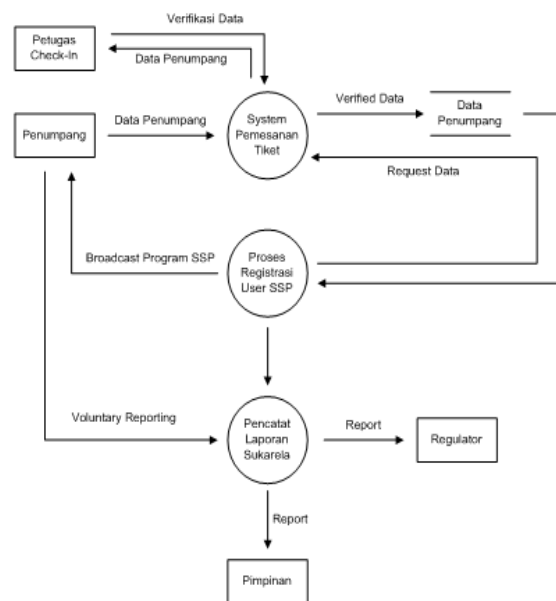 Verifikasi Data
Petugas
Check-In
Data Penumpang
Penumpang
Data Penumpang
System
Pemesanan
Tiket
Verified Data
Data
Penumpang
Request Data
Broadcast Program SSP
Proses
Registrasi
User SSP
Voluntary Reporting
Pencatat
Laporan
Sukarela
Report
Regulator
Report
Pimpinan